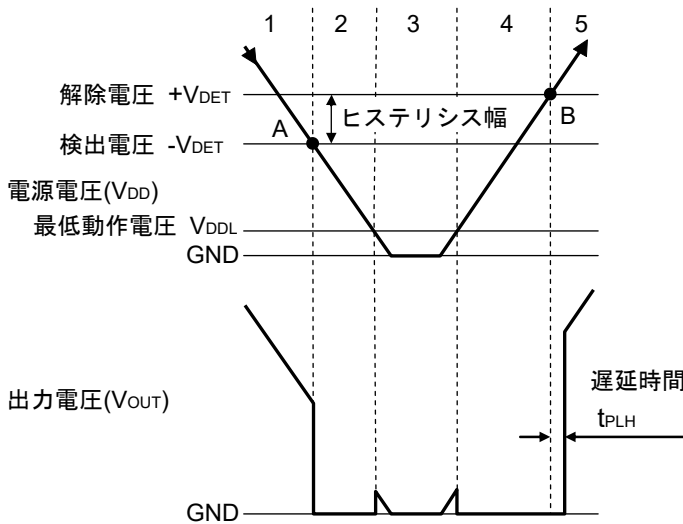 1 2 3 4 5
解除電圧 +VDET
ヒステリシス幅
A
B
検出電圧 -VDET
電源電圧(VDD)
最低動作電圧 VDDL
GND
出力電圧(VOUT)
遅延時間
tPLH
GND